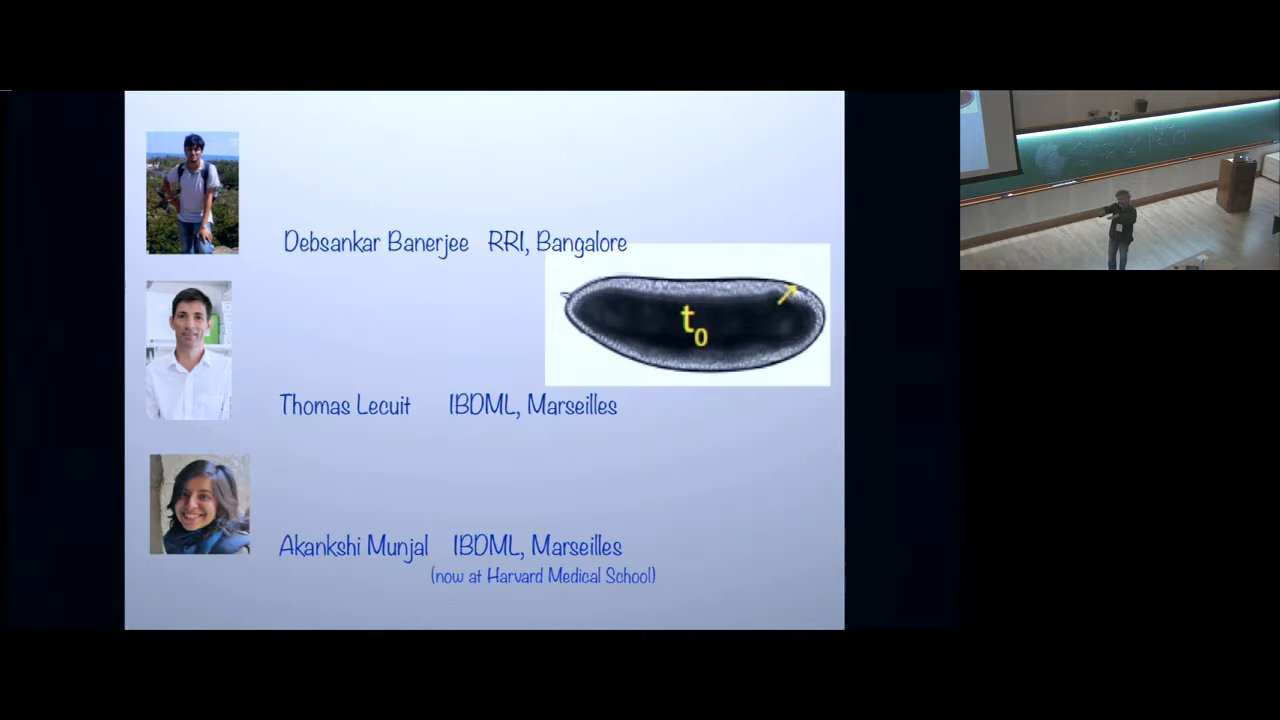 Debsankar Banerjee RRI, Bangalore
t0
Thomas Lecuit IBDML, Marseilles
Akankshi Munjal IBDML, Marseilles
(now at Harvard Medical School)